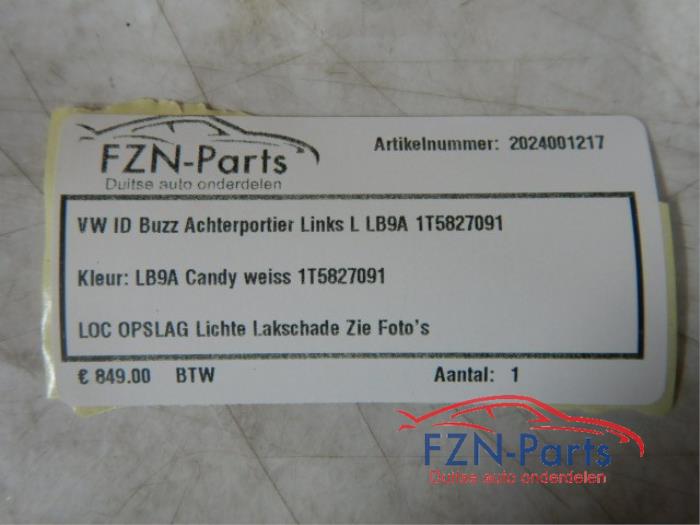 FZN-Parts
Duitse auto onderdelen
Artikelnummer: 2024001217
VW ID Buzz Achterportier Links L LB9A 1T5827091
Kleur: LB9A Candy weiss 1T5827091
LOC OPSLAG Lichte Lakschade Zie Foto's
€ 849.00 BTW
Aantal: 1
FZN-Parts
Duitse auto onderdelen